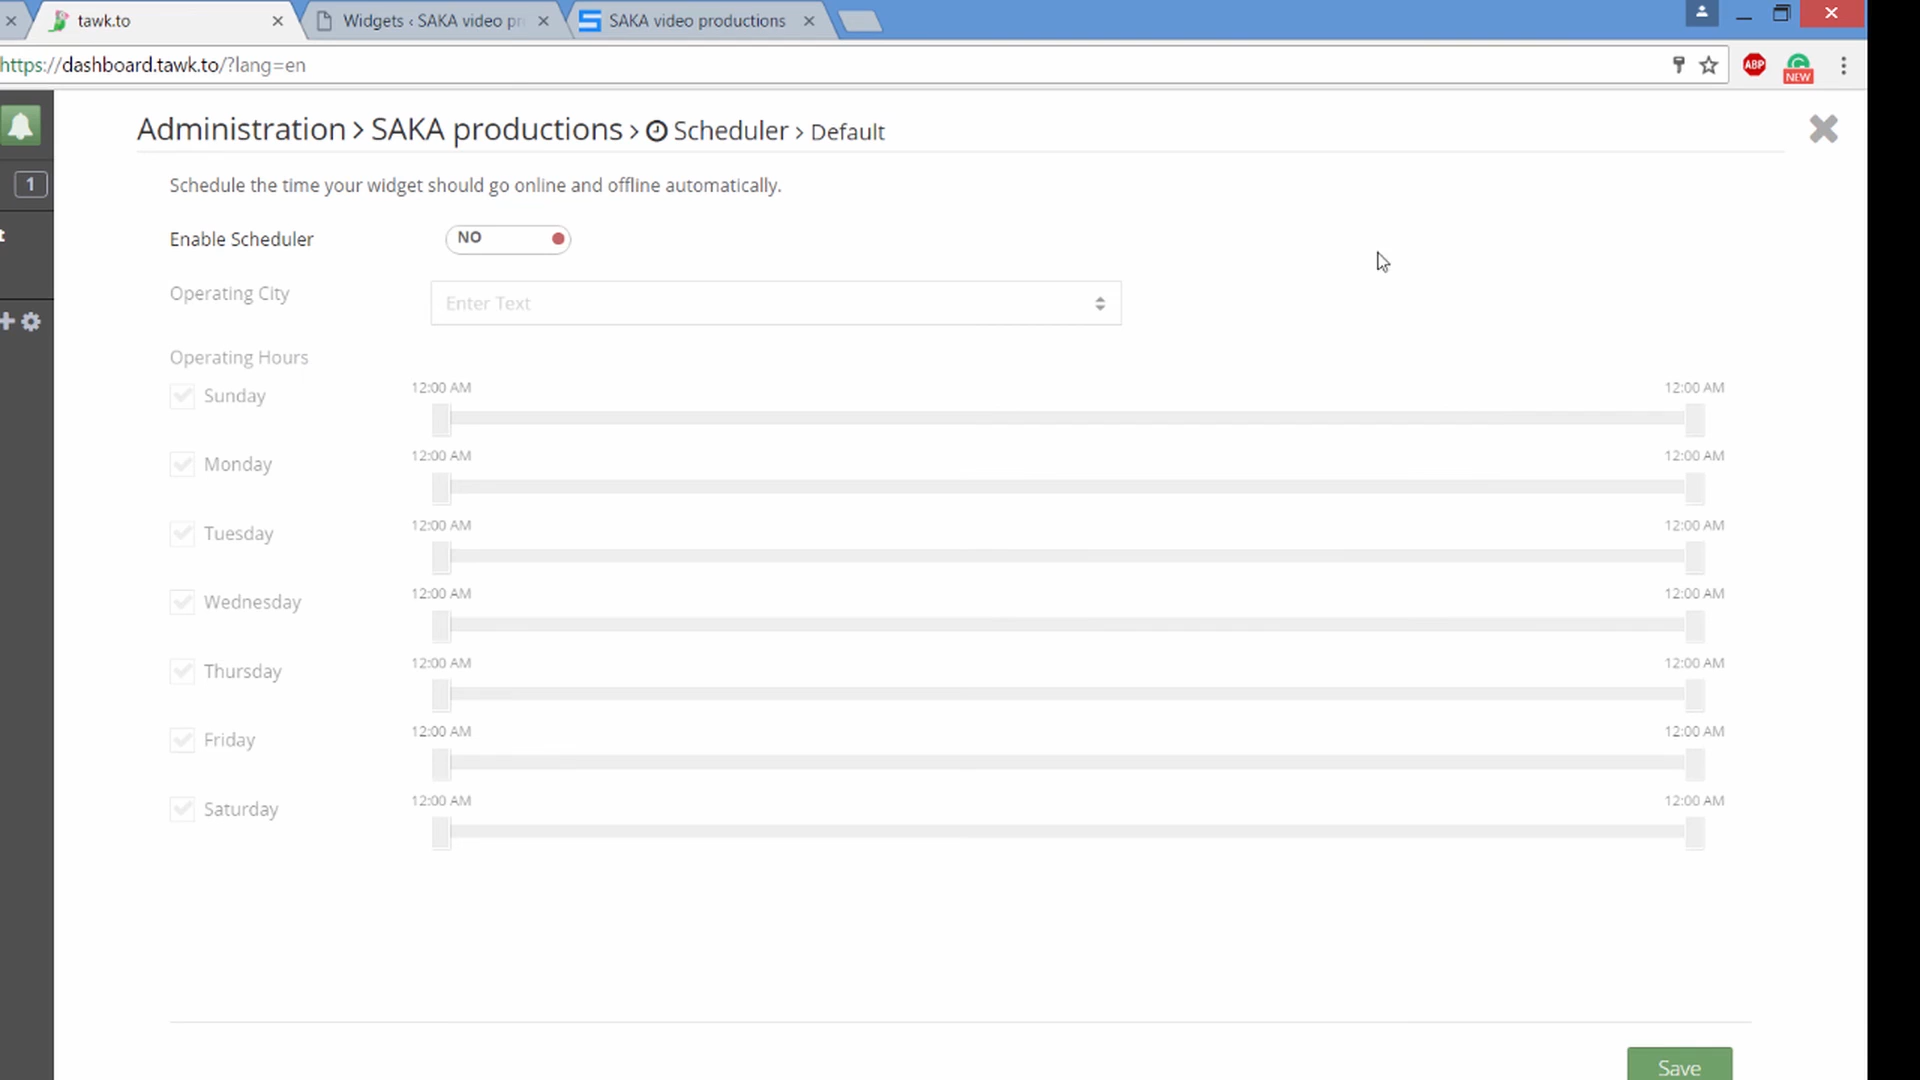 tawk.to
Widgets ‹ SAKA video pr
SAKA video productions
https://dashboard.tawk.to/?lang=en
ABP
NEW
Administration > SAKA productions > Scheduler > Default
1
Schedule the time your widget should go online and offline automatically.
t
Enable Scheduler
NO
Operating City
Enter Text
Operating Hours
Sunday
12:00 AM
12:00 AM
Monday
12:00 AM
12:00 AM
Tuesday
12:00 AM
12:00 AM
Wednesday
12:00 AM
12:00 AM
Thursday
12:00 AM
12:00 AM
Friday
12:00 AM
12:00 AM
Saturday
12:00 AM
12:00 AM
Save